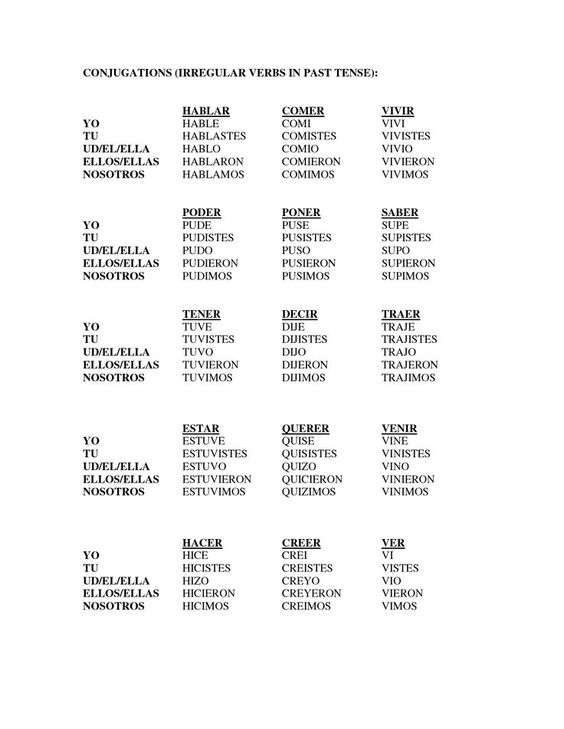 CONJUGATIONS (IRREGULAR VERBS IN PAST TENSE):
HABLAR COMER VIVIR
YO HABLE COMI VIVI
TU HABLASTES COMISTES VIVISTES
UD/EL/ELLA HABLO COMIO VIVIO
ELLOS/ELLAS HABLARON COMIERON VIVIERON
NOSOTROS HABLAMOS COMIMOS VIVIMOS
PODER PONER SABER
YO PUDE PUSE SUPE
TU PUDISTES PUSISTES SUPISTES
UD/EL/ELLA PUDO PUSO SUPO
ELLOS/ELLAS PUDIERON PUSIERON SUPIERON
NOSOTROS PUDIMOS PUSIMOS SUPIMOS
TENER DECIR TRAER
YO TUVE DIJE TRAJE
TU TUVISTES DIJISTES TRAJISTES
UD/EL/ELLA TUVO DIJO TRAJO
ELLOS/ELLAS TUVIERON DIJERON TRAJERON
NOSOTROS TUVIMOS DIJIMOS TRAJIMOS
ESTAR QUERER VENIR
YO ESTUVE QUISE VINE
TU ESTUVISTES QUISISTES VINISTES
UD/EL/ELLA ESTUVO QUIZO VINO
ELLOS/ELLAS ESTUVIERON QUICIERON VINIERON
NOSOTROS ESTUVIMOS QUIZIMOS VINIMOS
HACER CREER VER
YO HICE CREI VI
TU HICISTES CREISTES VISTES
UD/EL/ELLA HIZO CREYO VIO
ELLOS/ELLAS HICIERON CREYERON VIERON
NOSOTROS HICIMOS CREIMOS VIMOS